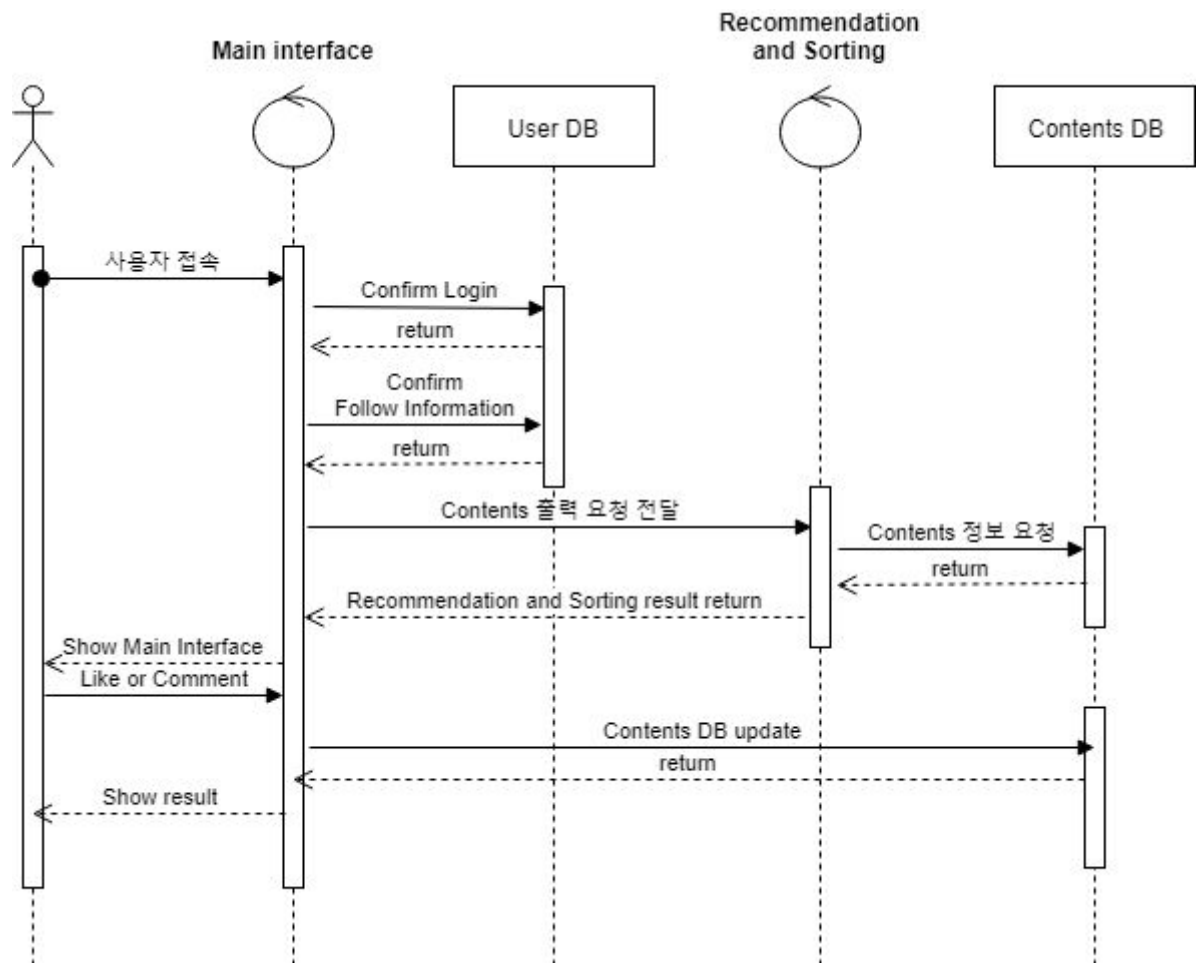 Recommendation
and Sorting
Main interface
User DB
Contents DB
사용자 접속
Confirm Login
return
Confirm
Follow Information
return
Contents 출력 요청 전달
Contents 정보 요청
return
Recommendation and Sorting result return
Show Main Interface
Like or Comment
Contents DB update
return
Show result